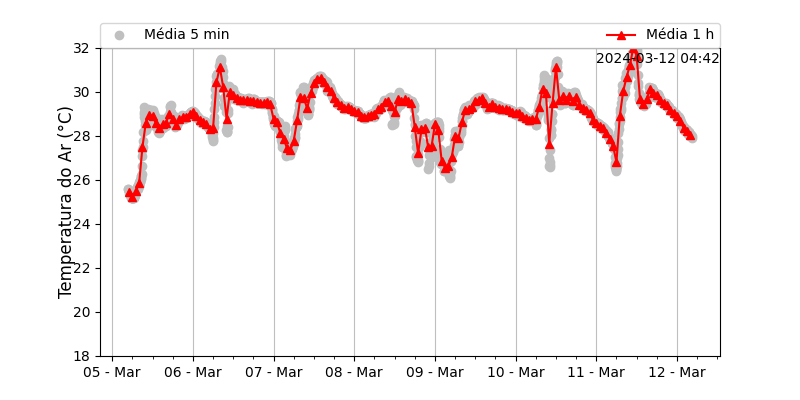 Média 5 min
Média 1 h
2024-03-12 04:42
Temperatura do Ar (°C)
32
30
28
26
24
22
20
18
05 - Mar
06 - Mar
07 - Mar
08 - Mar
09 - Mar
10 - Mar
11 - Mar
12 - Mar